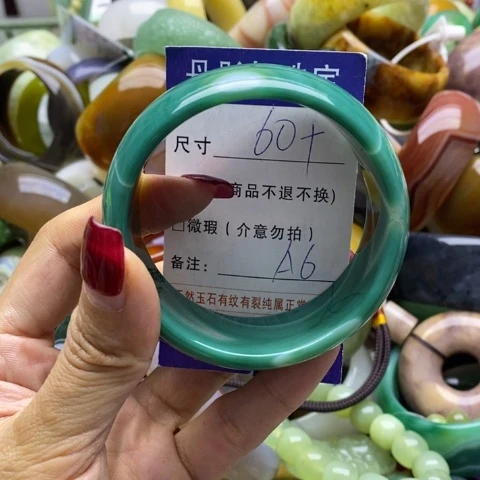 尺寸 60+
商品不退不换)
□微瑕(介意勿拍)
备注: A6
然玉石有纹有裂纯属正常